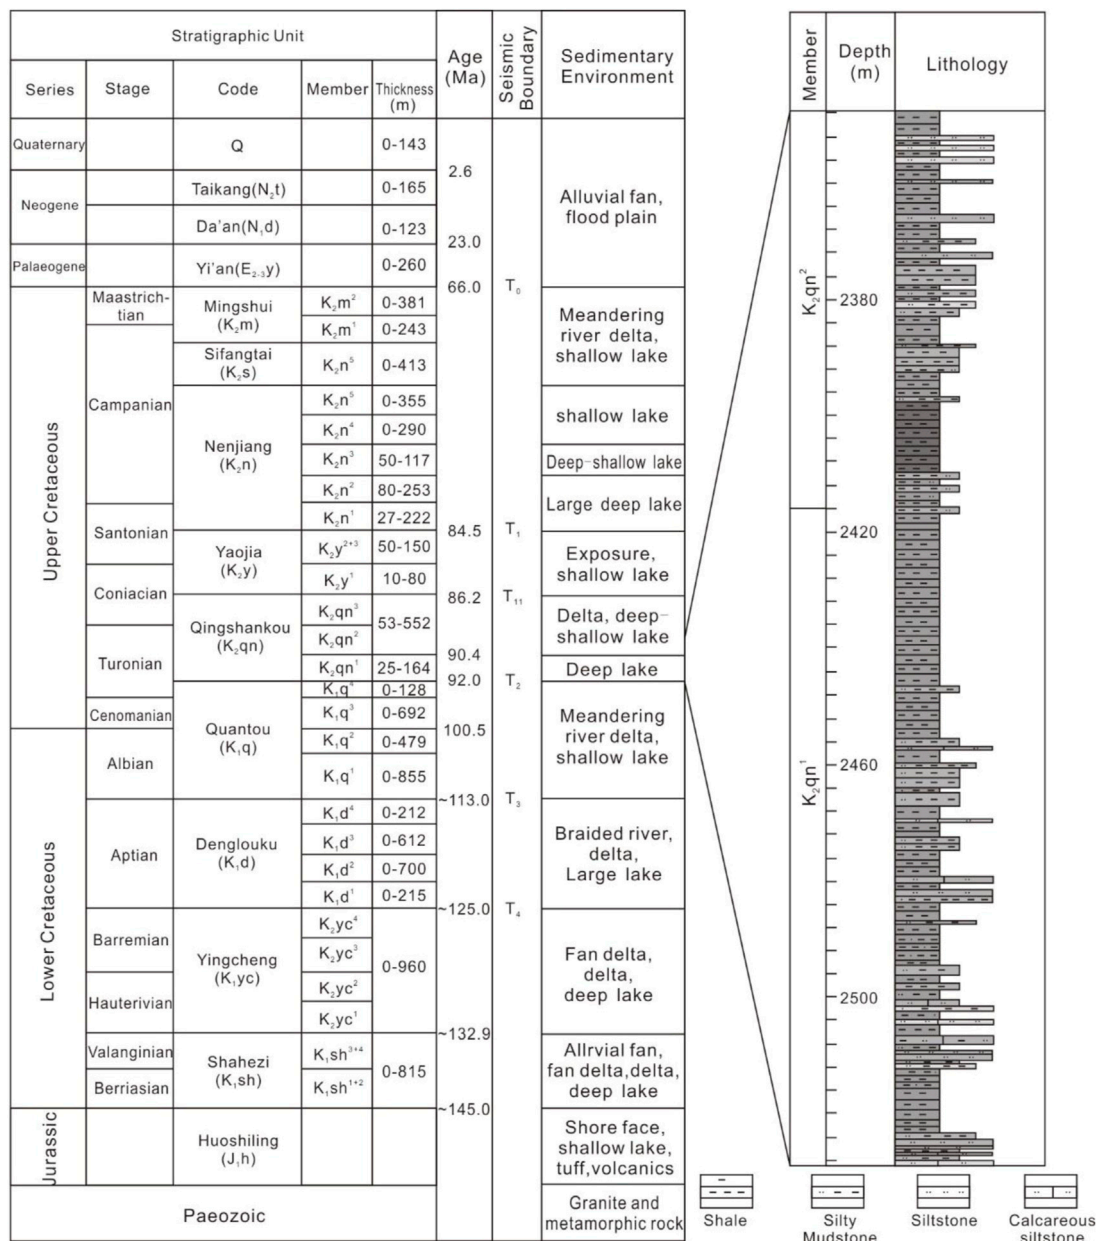 Stratigraphic Unit
Series
Stage
Code
Member
Thickness
(m)
Age
(Ma)
Seismic
Boundary
Sedimentary
Environment
Member
Depth
(m)
Lithology
Quaternary
Q
0-143
2.6
Neogene
Taikang(N₂t)
0-165
Alluvial fan,
flood plain
Da'an(N₁d)
0-123
23.0
Palaeogene
Yi'an(E₂₋₃y)
0-260
66.0
T₀
Upper Cretaceous
Maastrich-
tian
Mingshui
(K₂m)
K₂m²
0-381
K₂m¹
0-243
Meandering
river delta,
shallow lake
Campanian
Sifangtai
(K₂s)
K₂n⁵
0-413
Nenjiang
(K₂n)
K₂n⁵
0-355
shallow lake
K₂n⁴
0-290
K₂n³
50-117
Deep-shallow lake
K₂n²
80-253
Large deep lake
Santonian
K₂n¹
27-222
84.5
T₁
Yaojia
(K₂y)
K₂y²⁺³
50-150
Exposure,
shallow lake
Coniacian
K₂y¹
10-80
86.2
T₁₁
Qingshankou
(K₂qn)
K₂qn³
53-552
Delta, deep-
shallow lake
Turonian
K₂qn²
90.4
K₂qn¹
25-164
Deep lake
92.0
T₂
Quantou
(K₁q)
K₁q⁴
0-128
Cenomanian
K₁q³
0-692
Meandering
river delta,
shallow lake
100.5
Lower Cretaceous
Albian
K₁q²
0-479
K₁q¹
0-855
~113.0
T₃
Aptian
Denglouku
(K₁d)
K₁d⁴
0-212
Braided river,
delta,
Large lake
K₁d³
0-612
K₁d²
0-700
K₁d¹
0-215
~125.0
T₄
Barremian
Yingcheng
(K₁yc)
K₂yc⁴
K₂yc³
0-960
Fan delta,
delta,
deep lake
Hauterivian
K₂yc²
K₂yc¹
~132.9
Valanginian
Shahezi
(K₁sh)
K₁sh³⁺⁴
0-815
Allrvial fan,
fan delta,delta,
deep lake
Berriasian
K₁sh¹⁺²
~145.0
Jurassic
Huoshiling
(J₁h)
Shore face,
shallow lake,
tuff,volcanics
Paeozoic
Granite and
metamorphic rock
K₂qn²
2380
2420
K₂qn¹
2460
2500
Shale
Silty
Mudstone
Siltstone
Calcareous
siltstone